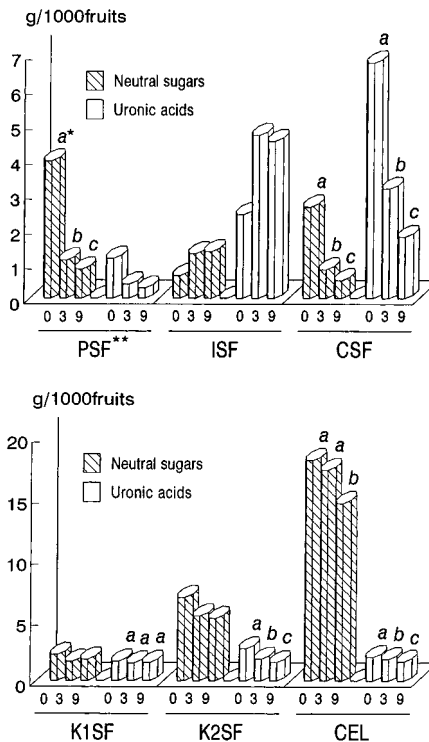 g/1000fruits
7
6
5
4
3
2
1
0
Neutral sugars
Uronic acids
a* b c
a b c
a b c
0 3 9 0 3 9 0 3 9 0 3 9 0 3 9 0 3 9
PSF** ISF CSF
g/1000fruits
20
15
10
5
0
Neutral sugars
Uronic acids
a a a
a b c
a a b
a b c
0 3 9 0 3 9 0 3 9 0 3 9 0 3 9 0 3 9
K1SF K2SF CEL